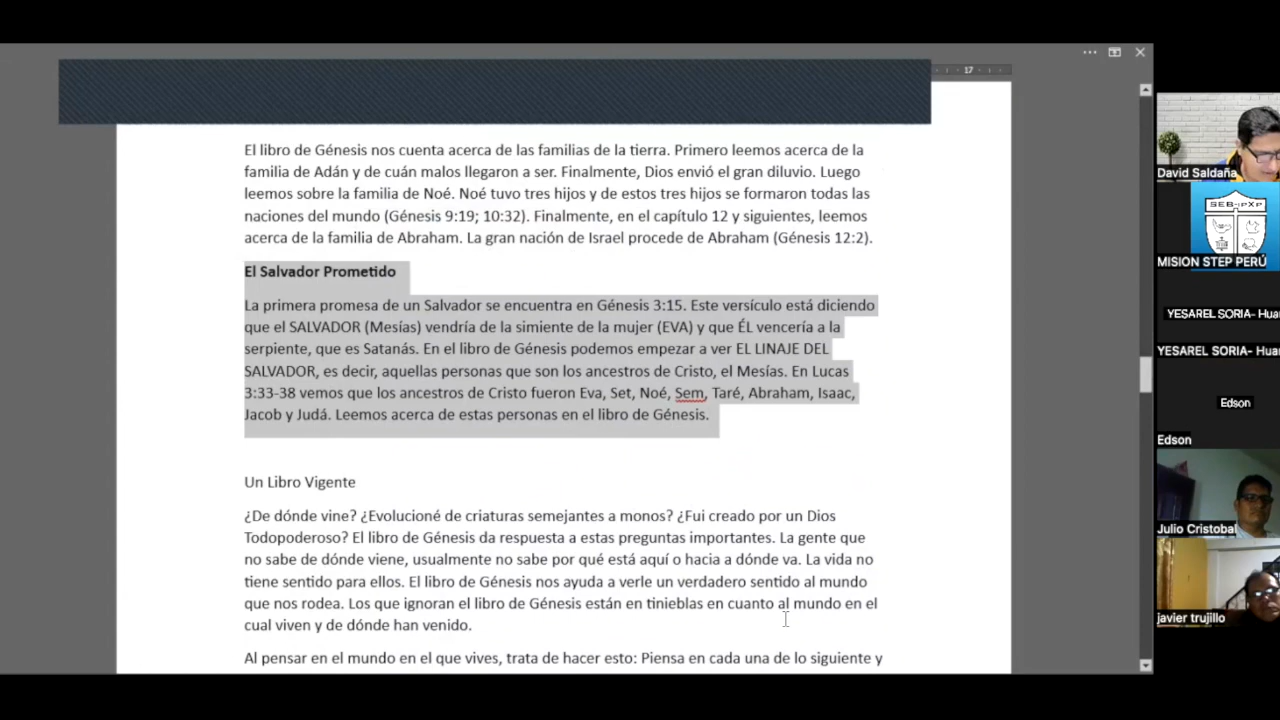 17
El libro de Génesis nos cuenta acerca de las familias de la tierra. Primero leemos acerca de la
familia de Adán y de cuán malos llegaron a ser. Finalmente, Dios envió el gran diluvio. Luego
leemos sobre la familia de Noé. Noé tuvo tres hijos y de estos tres hijos se formaron todas las
naciones del mundo (Génesis 9:19; 10:32). Finalmente, en el capítulo 12 y siguientes, leemos
acerca de la familia de Abraham. La gran nación de Israel procede de Abraham (Génesis 12:2).
El Salvador Prometido
La primera promesa de un Salvador se encuentra en Génesis 3:15. Este versículo está diciendo
que el SALVADOR (Mesías) vendría de la simiente de la mujer (EVA) y que ÉL vencería a la
serpiente, que es Satanás. En el libro de Génesis podemos empezar a ver EL LINAJE DEL
SALVADOR, es decir, aquellas personas que son los ancestros de Cristo, el Mesías. En Lucas
3:33-38 vemos que los ancestros de Cristo fueron Eva, Set, Noé, Sem, Taré, Abraham, Isaac,
Jacob y Judá. Leemos acerca de estas personas en el libro de Génesis.
Un Libro Vigente
¿De dónde vine? ¿Evolucioné de criaturas semejantes a monos? ¿Fui creado por un Dios
Todopoderoso? El libro de Génesis da respuesta a estas preguntas importantes. La gente que
no sabe de dónde viene, usualmente no sabe por qué está aquí o hacia a dónde va. La vida no
tiene sentido para ellos. El libro de Génesis nos ayuda a verle un verdadero sentido al mundo
que nos rodea. Los que ignoran el libro de Génesis están en tinieblas en cuanto al mundo en el
cual viven y de dónde han venido.
Al pensar en el mundo en el que vives, trata de hacer esto: Piensa en cada una de lo siguiente y
David Saldaña
SEB-IPXP
MISION STEP PERÚ
YESAREL SORIA- Hua
YESAREL SORIA- Huar
Edson
Edson
Julio Cristobal
javier trujillo